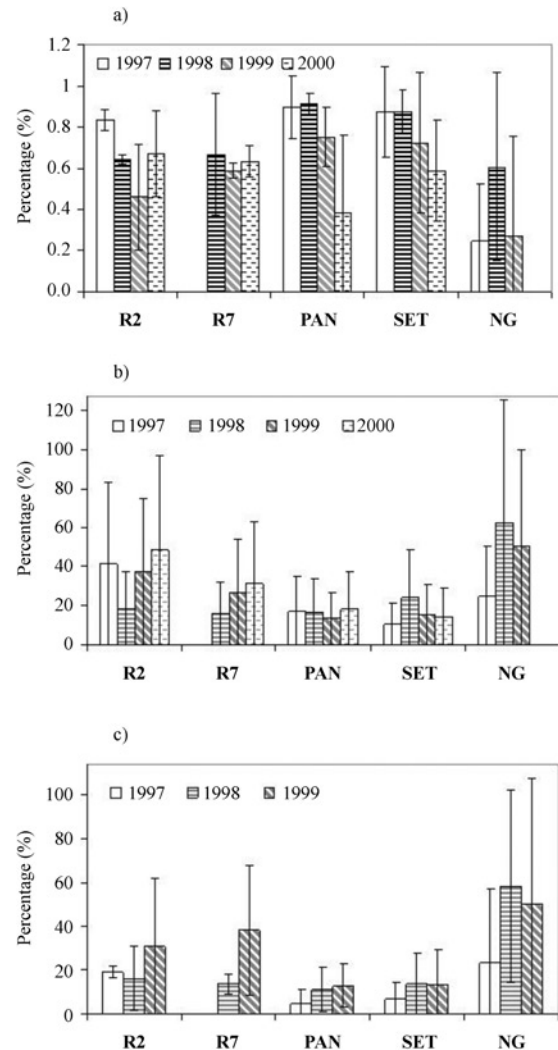 a)
1.2
1997 1998 1999 2000
1
0.8
0.6
0.4
0.2
0.0
Percentage (%)
R2 R7 PAN SET NG
b)
120
1997 1998 1999 2000
100
80
60
40
20
0
Percentage (%)
R2 R7 PAN SET NG
c)
100
1997 1998 1999
80
60
40
20
0
Percentage (%)
R2 R7 PAN SET NG